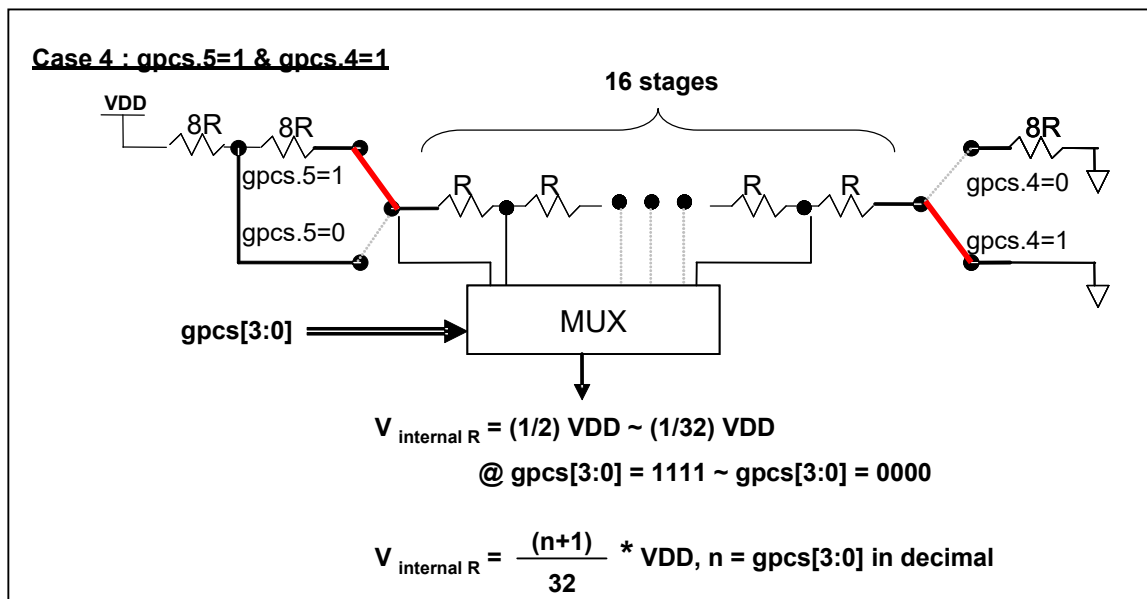 Case 4 : gpcs.5=1 & gpcs.4=1
16 stages
VDD
8R
8R
8R
gpcs.5=1
R
R
R
R
gpcs.4=0
gpcs.5=0
gpcs.4=1
gpcs[3:0]
MUX
V internal R = (1/2) VDD ~ (1/32) VDD
@ gpcs[3:0] = 1111 ~ gpcs[3:0] = 0000
V internal R = (n+1) / 32 * VDD, n = gpcs[3:0] in decimal